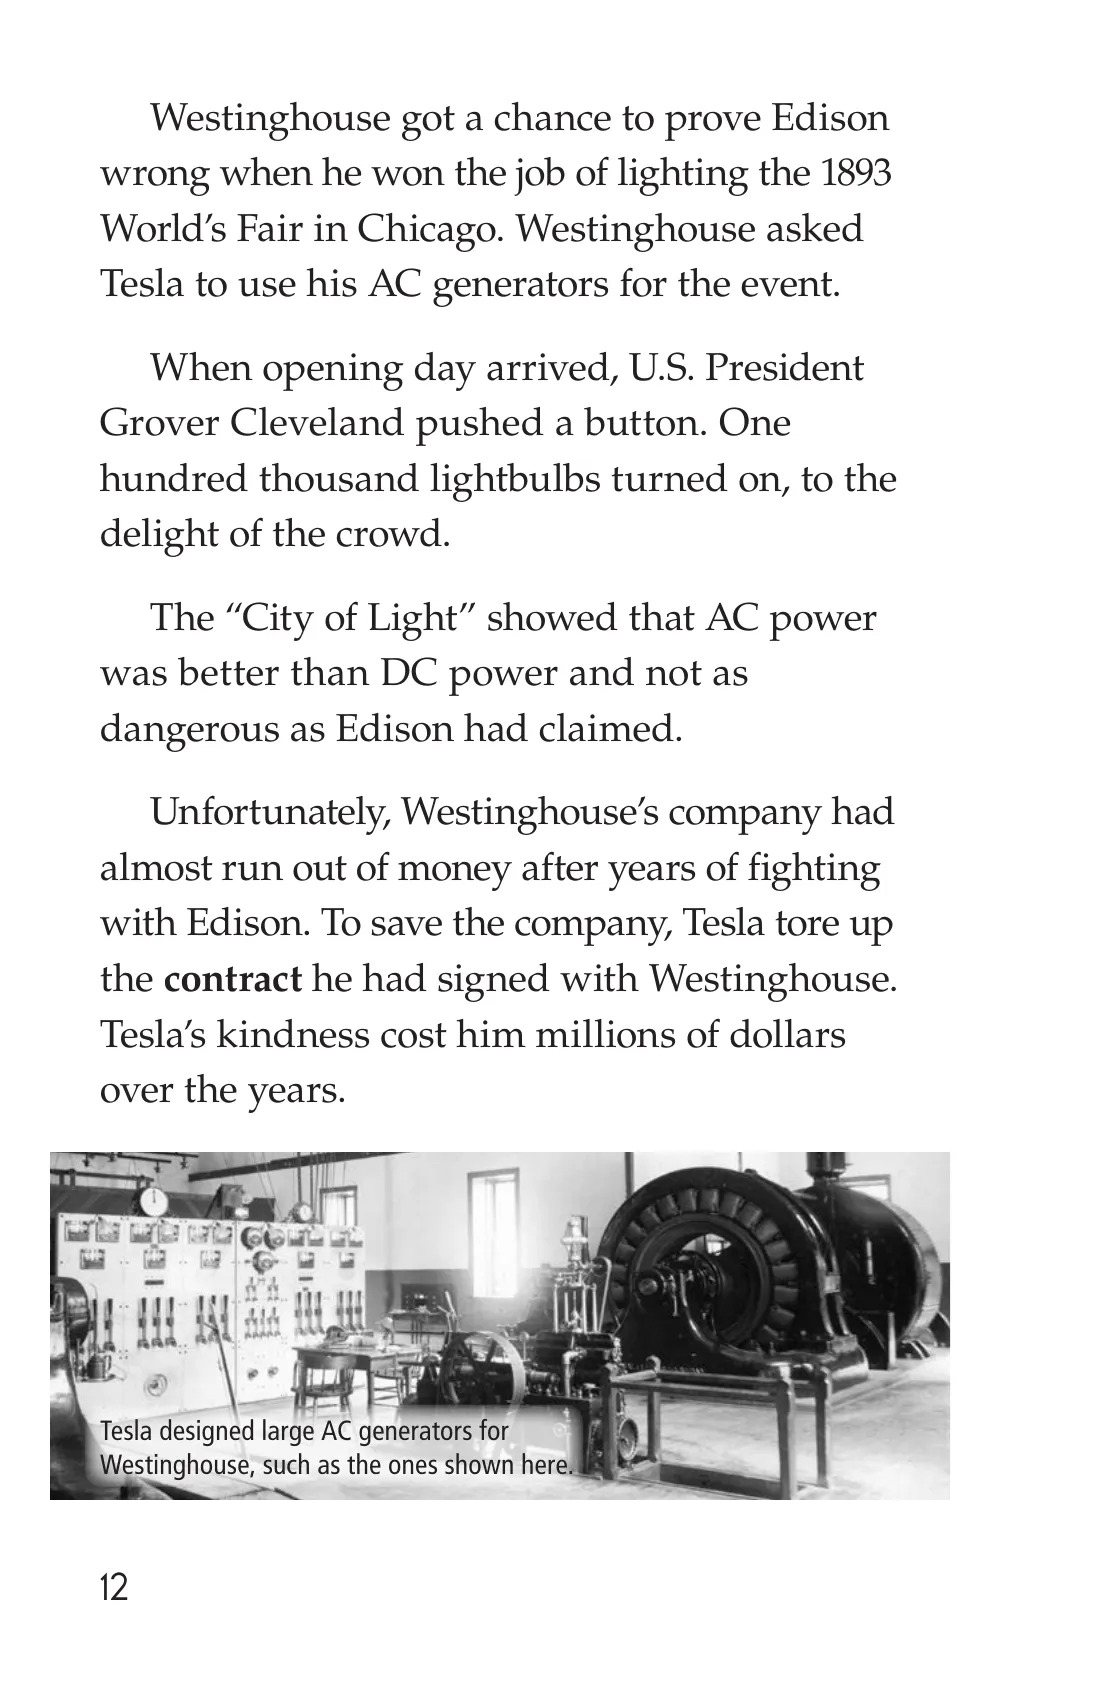 Westinghouse got a chance to prove Edison
wrong when he won the job of lighting the 1893
World’s Fair in Chicago. Westinghouse asked
Tesla to use his AC generators for the event.
When opening day arrived, U.S. President
Grover Cleveland pushed a button. One
hundred thousand lightbulbs turned on, to the
delight of the crowd.
The “City of Light” showed that AC power
was better than DC power and not as
dangerous as Edison had claimed.
Unfortunately, Westinghouse’s company had
almost run out of money after years of fighting
with Edison. To save the company, Tesla tore up
the contract he had signed with Westinghouse.
Tesla’s kindness cost him millions of dollars
over the years.
Tesla designed large AC generators for
Westinghouse, such as the ones shown here.
12